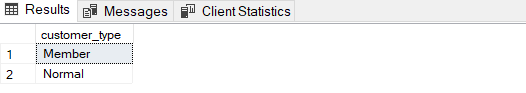 Results Messages Client Statistics
customer_type
1 Member
2 Normal